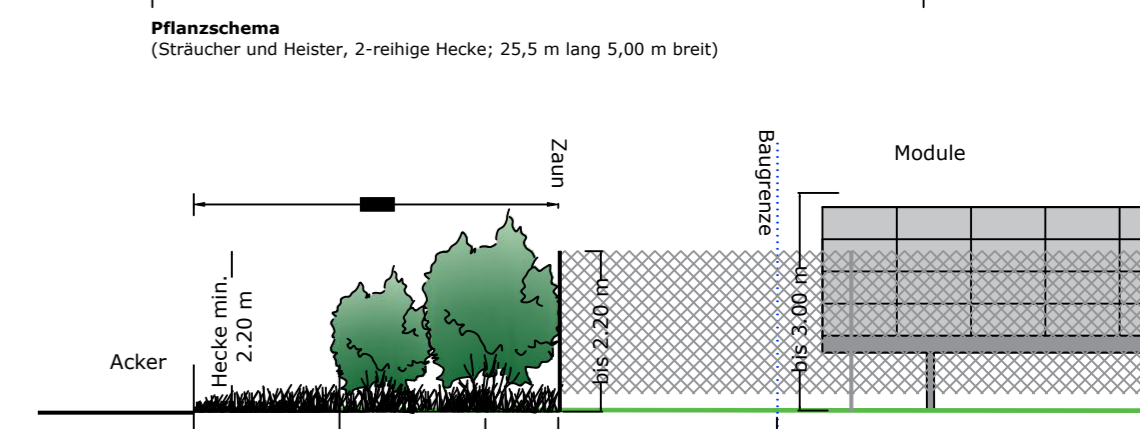 Pflanzschema
(Sträucher und Heister, 2-reihige Hecke; 25,5 m lang 5,00 m breit)
Zaun
Baugrenze
Module
Acker
Hecke min.
2.20 m
bis 2.20 m
bis 3.00 m